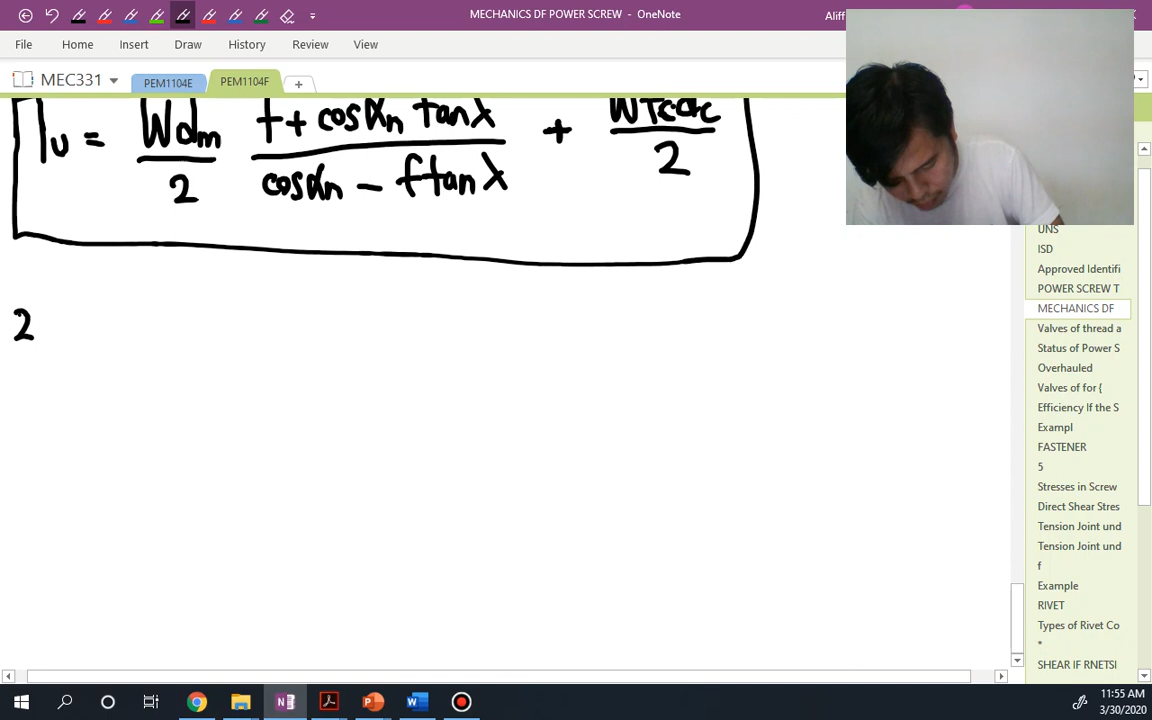 MECHANICS DF POWER SCREW - OneNote
Aliff
File Home Insert Draw History Review View
MEC331 PEM1104E PEM1104F +
Tu = Wdm/2 (f + cosαn tanλ)/(cosαn - f tanλ) + Wfcdc/2
2
UNS
ISD
Approved Identifi
POWER SCREW T
MECHANICS DF
Valves of thread a
Status of Power S
Overhauled
Valves of for {
Efficiency If the S
Exampl
FASTENER
5
Stresses in Screw
Direct Shear Stres
Tension Joint und
Tension Joint und
f
Example
RIVET
Types of Rivet Co
*
SHEAR IF RNETSI
11:55 AM
3/30/2020